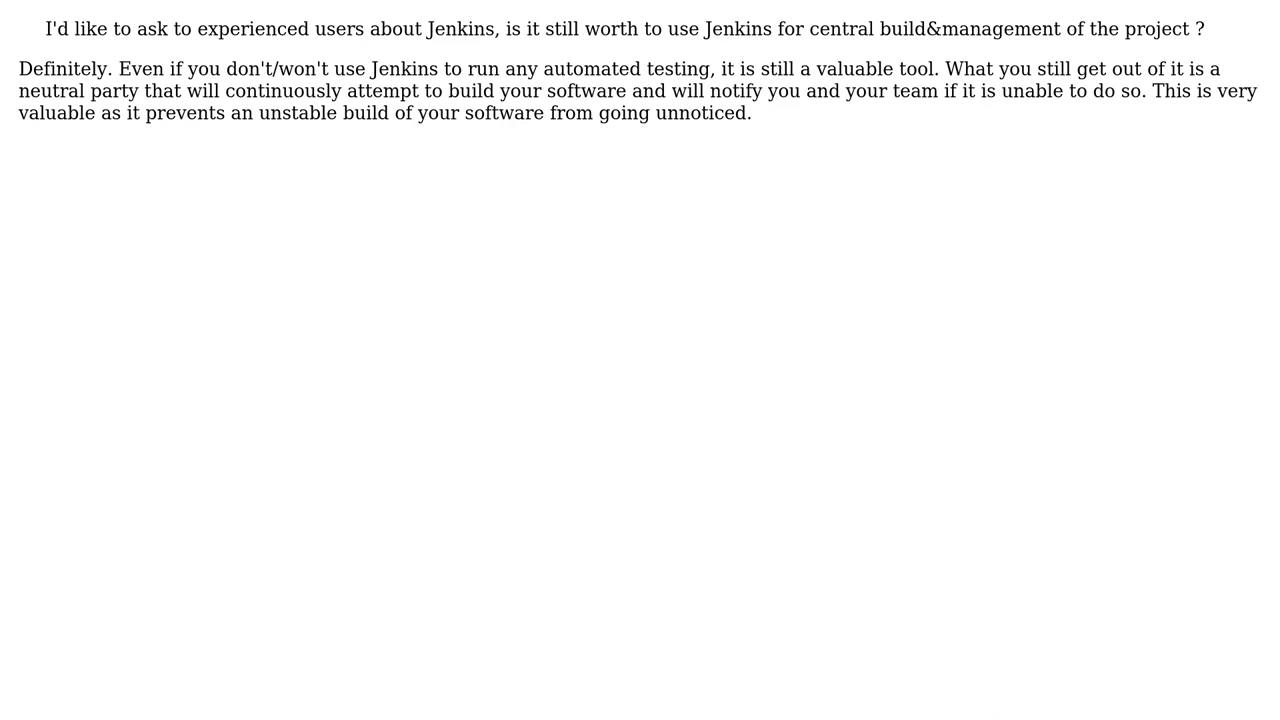 I'd like to ask to experienced users about Jenkins, is it still worth to use Jenkins for central build&management of the project ?
Definitely. Even if you don't/won't use Jenkins to run any automated testing, it is still a valuable tool. What you still get out of it is a
neutral party that will continuously attempt to build your software and will notify you and your team if it is unable to do so. This is very
valuable as it prevents an unstable build of your software from going unnoticed.